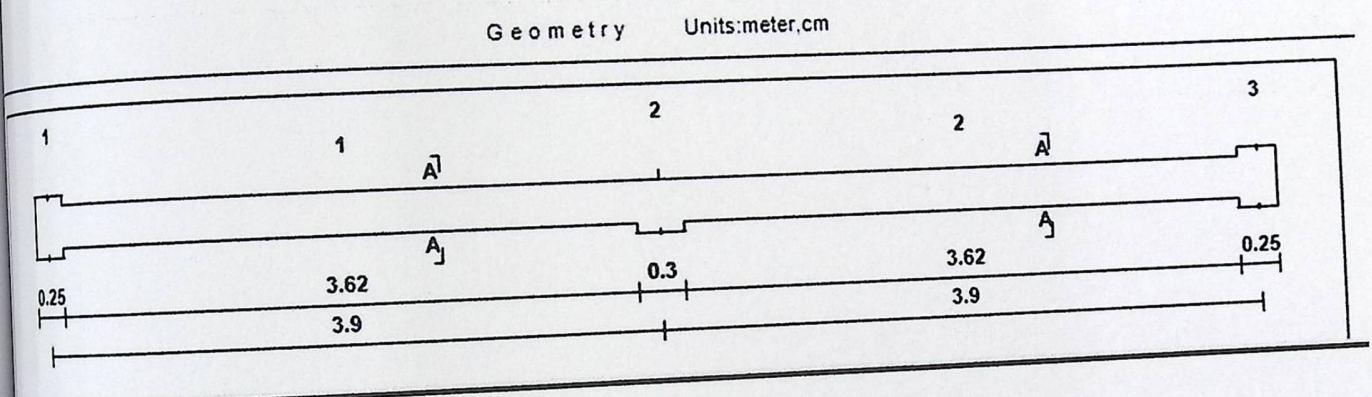 Geometry Units:meter,cm
1 1 2 2 3
A A
A A
0.25 3.62 0.3 3.62 0.25
3.9 3.9